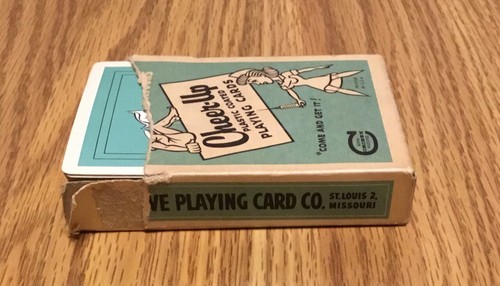 Cheer-Up
PLASTIC COATED
PLAYING CARDS
"COME AND GET IT!
VE PLAYING CARD CO. ST. LOUIS 2,
MISSOURI